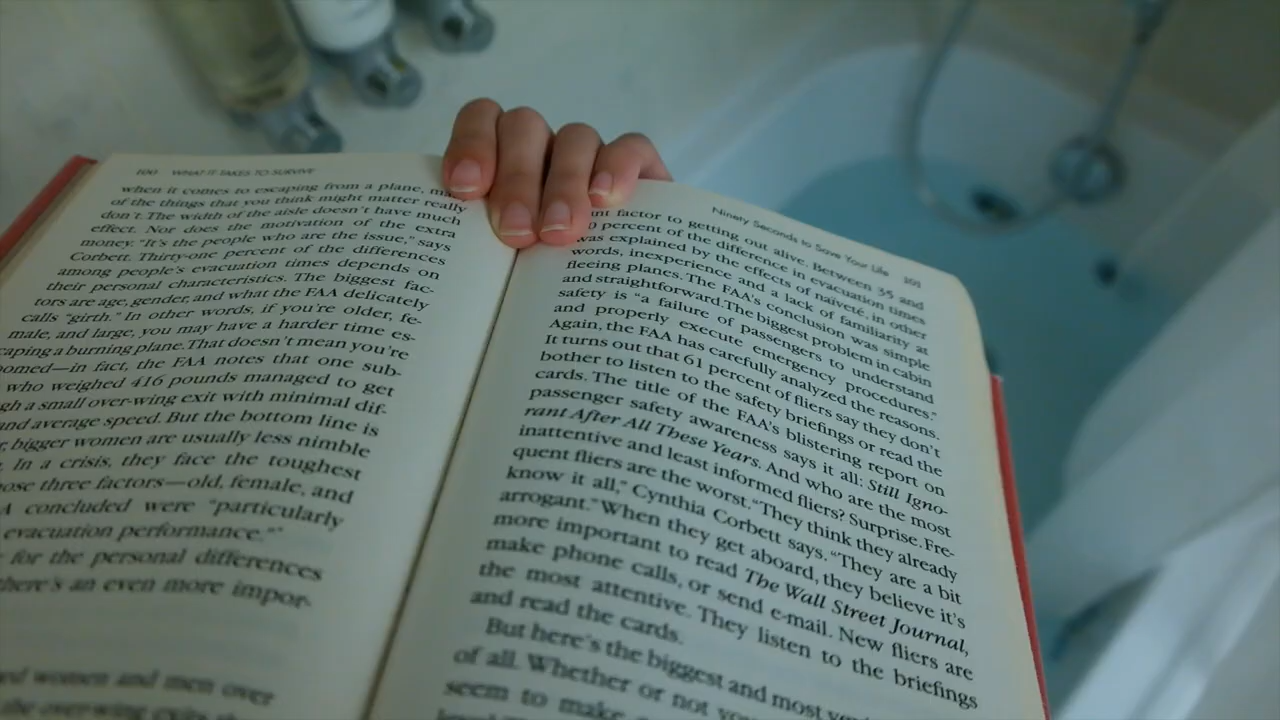 100 WHAT IT TAKES TO SURVIVE
when it comes to escaping from a plane,
of the things that you think might matter really
don't. The width of the aisle doesn't have much
effect. Nor does the motivation of the extra
money. "It's the people who are the issue," says
Corbett. Thirty-one percent of the differences
among people's evacuation times depends on
their personal characteristics. The biggest fac-
tors are age, gender, and what the FAA delicately
calls "girth." In other words, if you're older, fe-
male, and large, you may have a harder time es-
caping a burning plane. That doesn't mean you're
—in fact, the FAA notes that one sub-
who weighed 416 pounds managed to get
a small over-wing exit with minimal dif-
and average speed. But the bottom line is
bigger women are usually less nimble
In a crisis, they face the toughest
three factors—old, female, and
concluded were "particularly
evacuation performance.'"
for the personal differences
there's an even more impor-
women and men over
the over-wing exits
Ninety Seconds to Save Your Life 101
factor to getting out alive. Between 35 and
percent of the difference in evacuation times
was explained by the effects of naïveté, in other
words, inexperience and a lack of familiarity at
fleeing planes. The FAA's conclusion was simple
and straightforward. The biggest problem in cabin
safety is "a failure of passengers to understand
and properly execute emergency procedures."
Again, the FAA has carefully analyzed the reasons.
It turns out that 61 percent of fliers say they don't
bother to listen to the safety briefings or read the
cards. The title of the FAA's blistering report on
passenger safety awareness says it all: Still Igno-
rant After All These Years. And who are the most
inattentive and least informed fliers? Surprise. Fre-
quent fliers are the worst. "They think they already
know it all," Cynthia Corbett says. "They are a bit
arrogant." When they get aboard, they believe it's
more important to read The Wall Street Journal,
make phone calls, or send e-mail. New fliers are
the most attentive. They listen to the briefings
and read the cards.
But here's the biggest and most
of all. Whether or not
seem to make